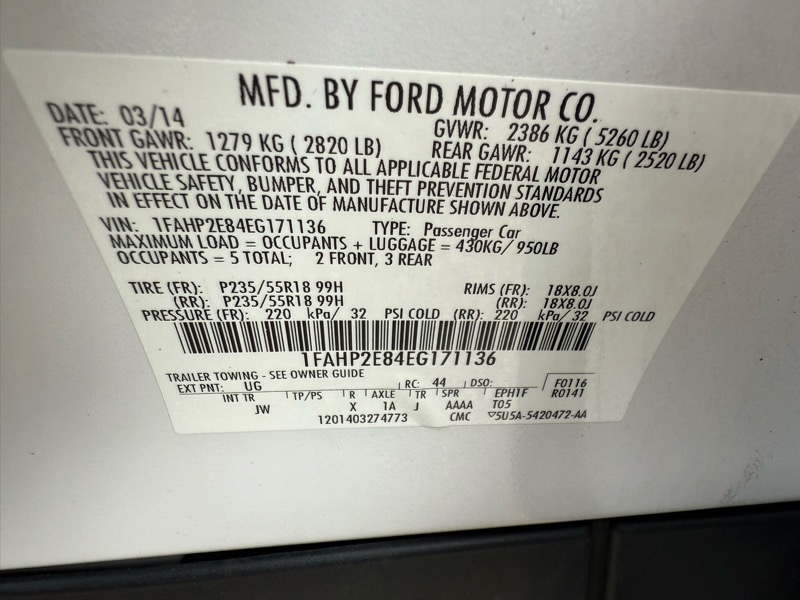 MFD. BY FORD MOTOR CO.
DATE: 03/14 GVWR: 2386 KG ( 5260 LB)
FRONT GAWR: 1279 KG ( 2820 LB) REAR GAWR: 1143 KG ( 2520 LB)
THIS VEHICLE CONFORMS TO ALL APPLICABLE FEDERAL MOTOR
VEHICLE SAFETY, BUMPER, AND THEFT PREVENTION STANDARDS
IN EFFECT ON THE DATE OF MANUFACTURE SHOWN ABOVE.
VIN: 1FAHP2E84EG171136 TYPE: Passenger Car
MAXIMUM LOAD = OCCUPANTS + LUGGAGE = 430KG/ 950LB
OCCUPANTS = 5 TOTAL; 2 FRONT, 3 REAR
TIRE (FR): P235/55R18 99H RIMS (FR): 18X8.0J
(RR): P235/55R18 99H (RR): 18X8.0J
PRESSURE (FR): 220 kPa/ 32 PSI COLD (RR): 220 kPa/ 32 PSI COLD
1FAHP2E84EG171136
TRAILER TOWING - SEE OWNER GUIDE
EXT PNT: UG RC: 44 DSO: F0116
INT TR TP/PS R AXLE TR SPR EPH1F R0141
JW X 1A J AAAA T05
1201403274773 CMC 5U5A-5420472-AA